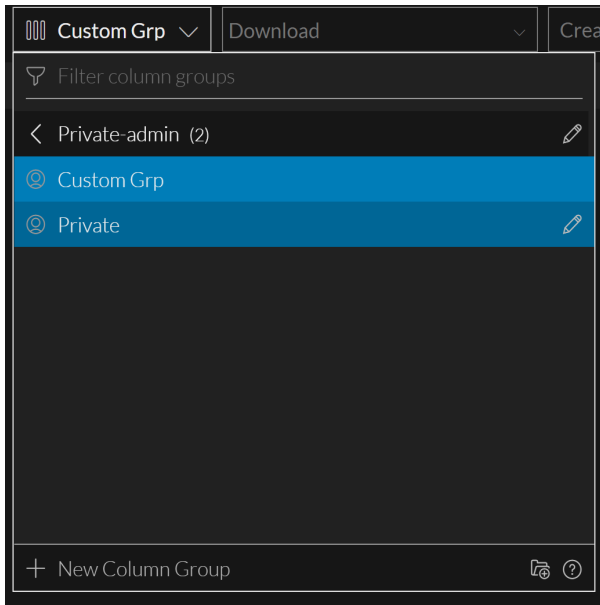 Custom Grp Download Crea
Filter column groups
Private-admin (2)
Custom Grp
Private
New Column Group